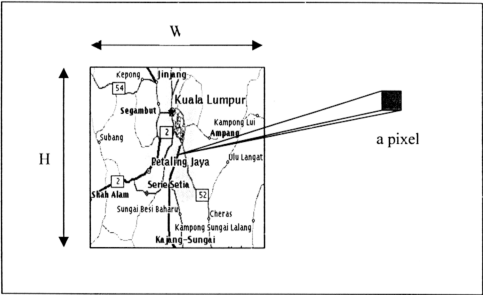 W
Kepong Jinjang
54
Segambut Kuala Lumpur
Kampong Lui
2 Ampang
Subang
a pixel
H
Petaling Jaya Ulu Langat
2
Serie Setia
Shah Alam 52
Sungai Besi Baharu
Cheras
Kampong Sungai Lalang
Kajang-Sungai